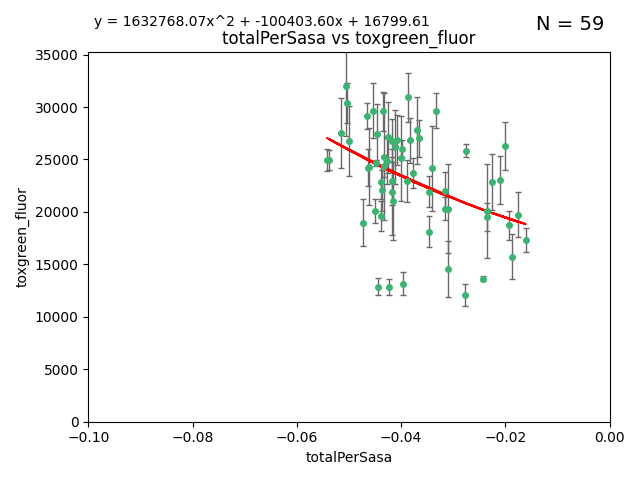 y = 1632768.07x^2 + -100403.60x + 16799.61
N = 59
totalPerSasa vs toxgreen_fluor
35000
30000
25000
20000
15000
10000
5000
0
toxgreen_fluor
−0.10
−0.08
−0.06
−0.04
−0.02
0.00
totalPerSasa